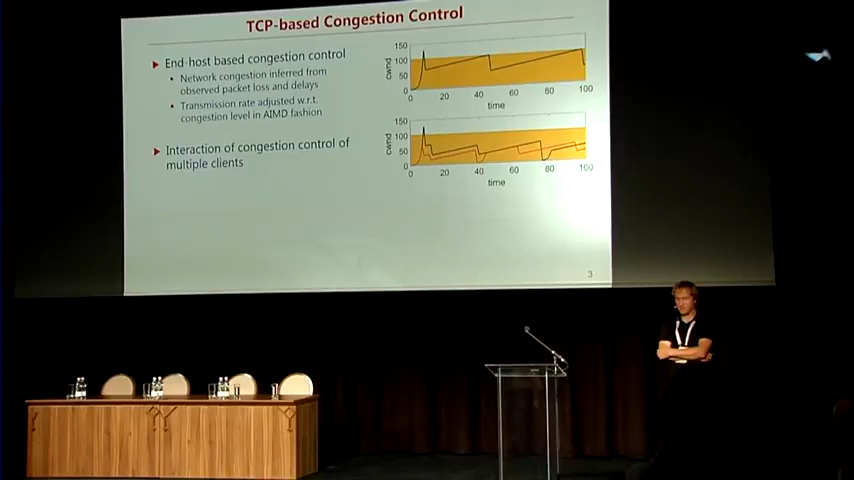 TCP-based Congestion Control
End-host based congestion control
Network congestion inferred from
observed packet loss and delays
Transmission rate adjusted w.r.t.
congestion level in AIMD fashion
Interaction of congestion control of
multiple clients
150
100
50
0
cwnd
0 20 40 60 80 100
time
150
100
50
0
cwnd
0 20 40 60 80 100
time
3